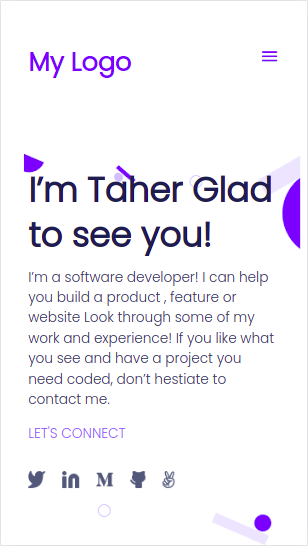 My Logo
I'm Taher Glad
to see you!
I'm a software developer! I can help
you build a product , feature or
website Look through some of my
work and experience! If you like what
you see and have a project you
need coded, don't hestiate to
contact me.
LET'S CONNECT